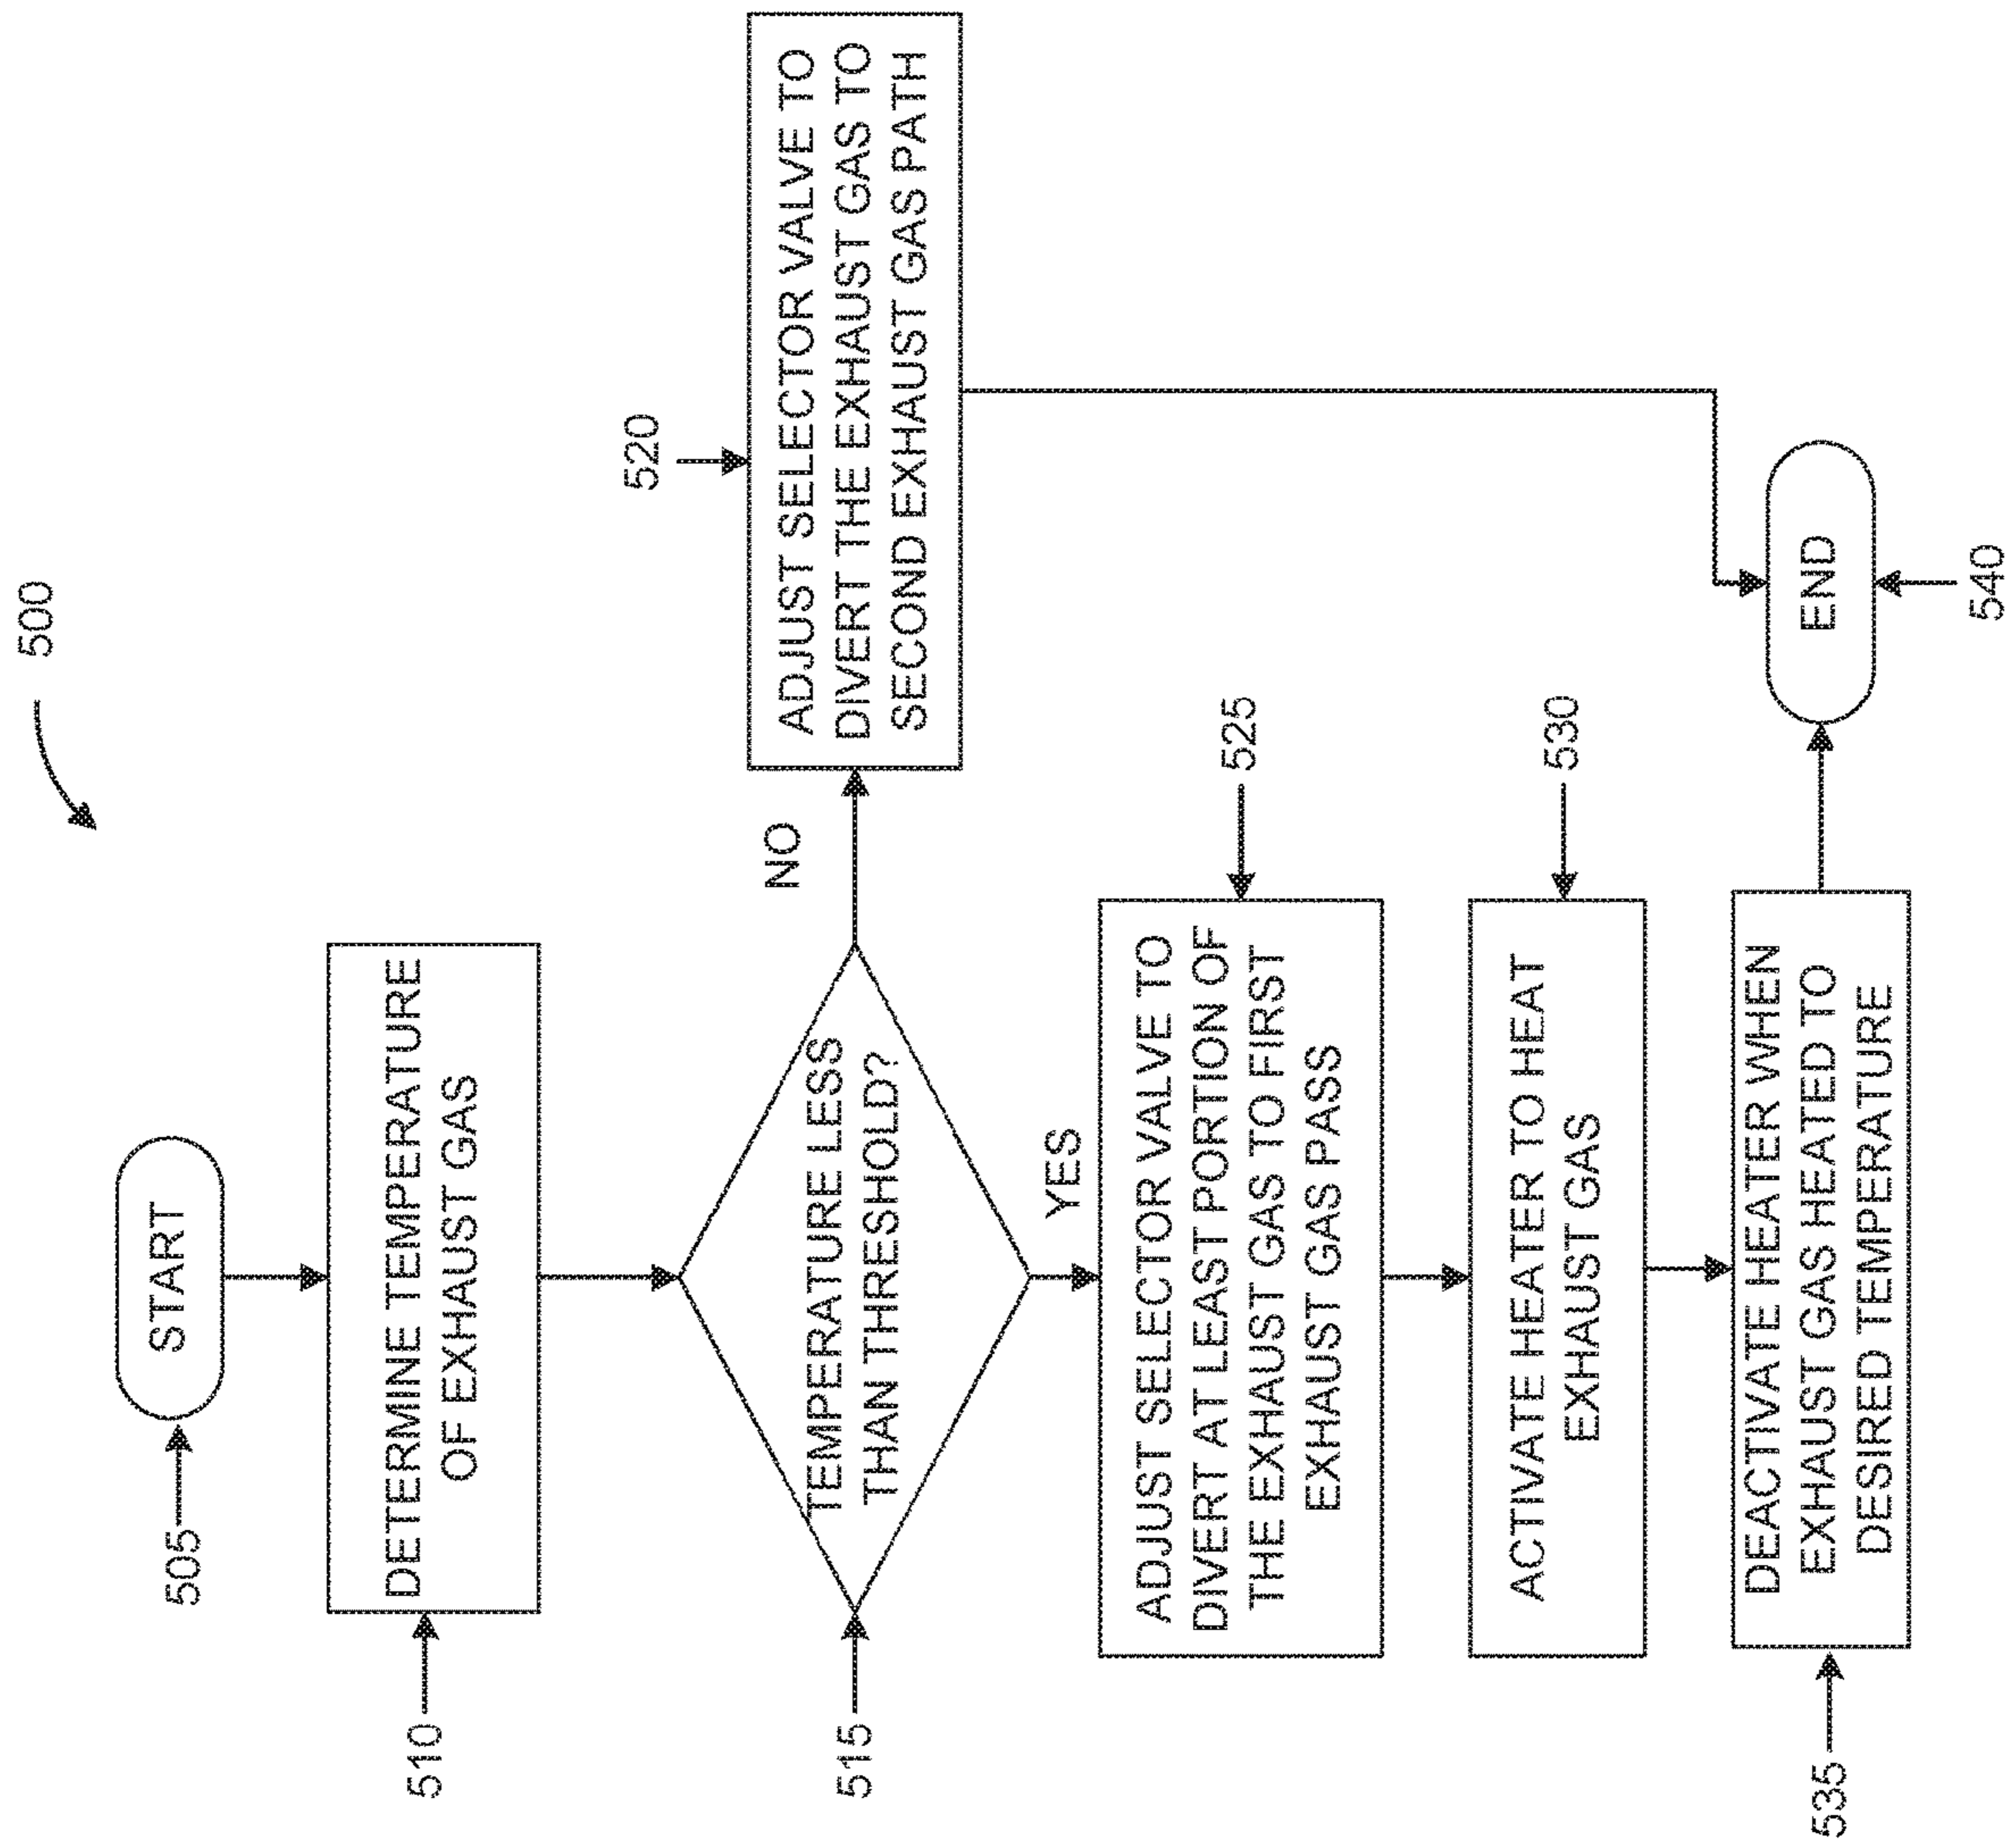 500
START
505
DETERMINE TEMPERATURE
OF EXHAUST GAS
510
TEMPERATURE LESS
THAN THRESHOLD?
515
NO
ADJUST SELECTOR VALVE TO
DIVERT THE EXHAUST GAS TO
SECOND EXHAUST GAS PATH
520
YES
ADJUST SELECTOR VALVE TO
DIVERT AT LEAST PORTION OF
THE EXHAUST GAS TO FIRST
EXHAUST GAS PASS
525
ACTIVATE HEATER TO HEAT
EXHAUST GAS
530
DEACTIVATE HEATER WHEN
EXHAUST GAS HEATED TO
DESIRED TEMPERATURE
535
END
540